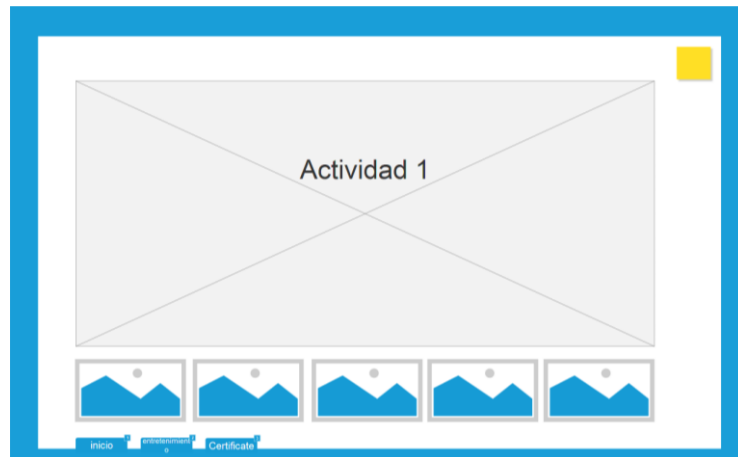 Actividad 1
inicio
entretenimient
o
Certificate